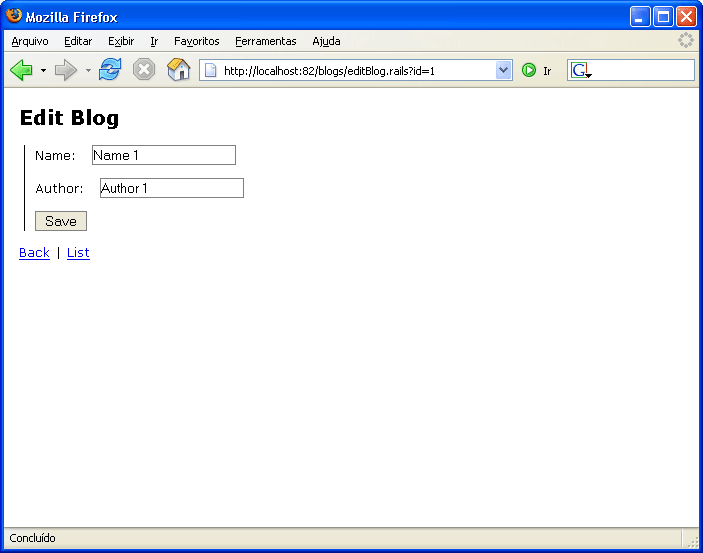 Mozilla Firefox
Arquivo Editar Exibir Ir Favoritos Ferramentas Ajuda
http://localhost:82/blogs/editBlog.rails?id=1 Ir G
Edit Blog
Name: Name 1
Author: Author 1
Save
Back | List
Concluído